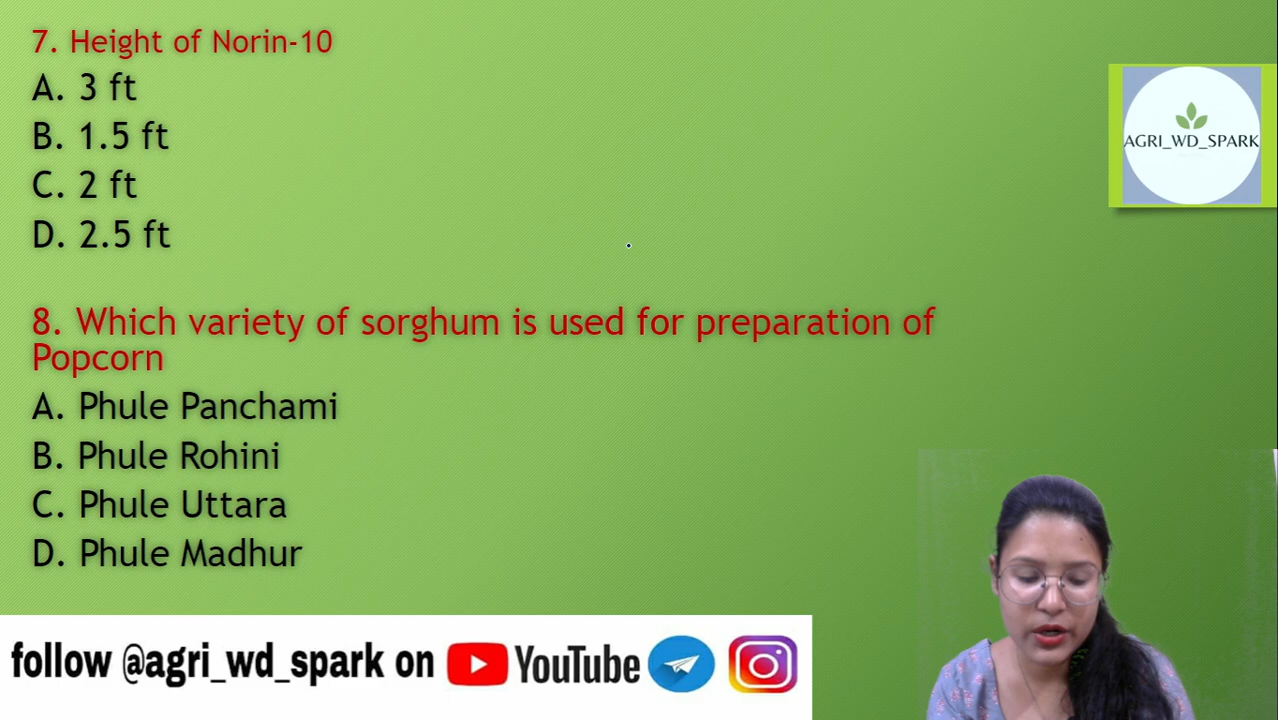 7. Height of Norin-10
A. 3 ft
B. 1.5 ft
C. 2 ft
D. 2.5 ft
AGRI_WD_SPARK
8. Which variety of sorghum is used for preparation of
Popcorn
A. Phule Panchami
B. Phule Rohini
C. Phule Uttara
D. Phule Madhur
follow @agri_wd_spark on YouTube